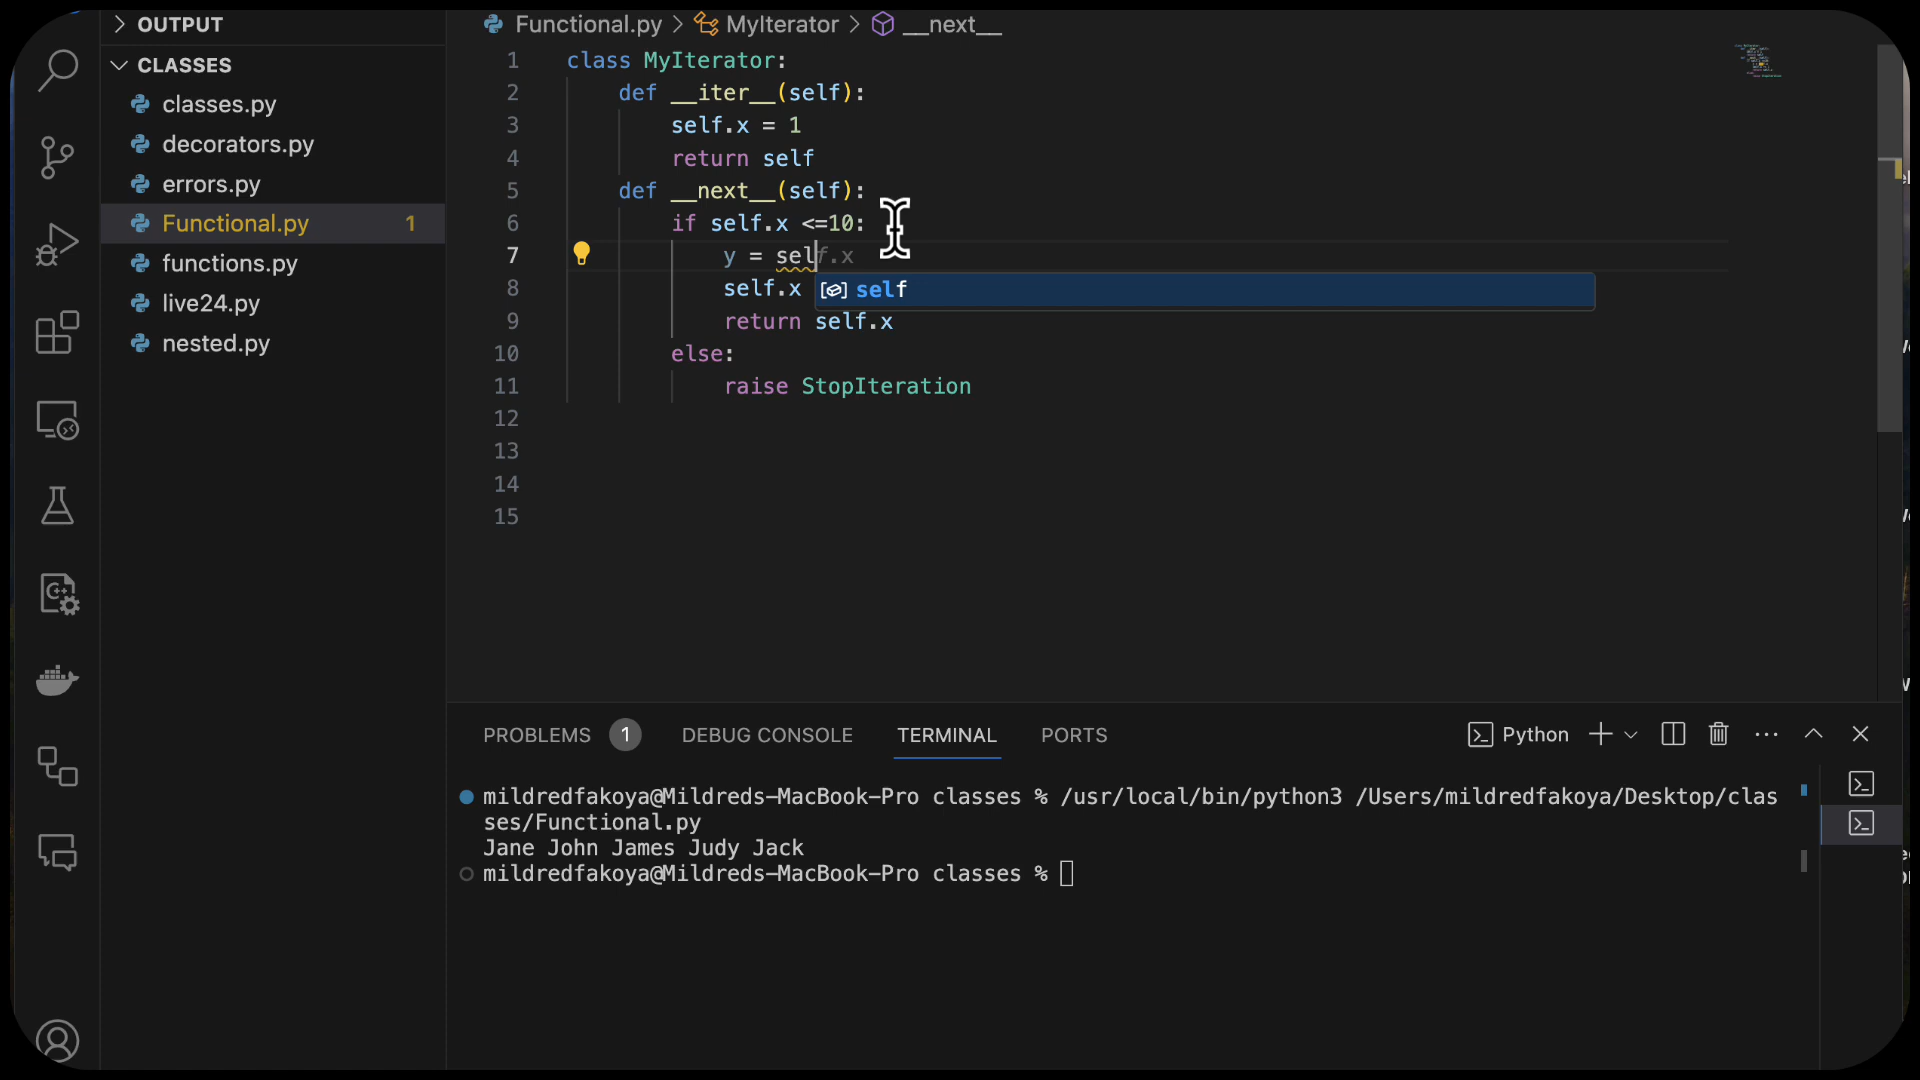 OUTPUT
CLASSES
classes.py
decorators.py
errors.py
Functional.py 1
functions.py
live24.py
nested.py
Functional.py > MyIterator > __next__
1 class MyIterator:
2 def __iter__(self):
3 self.x = 1
4 return self
5 def __next__(self):
6 if self.x <=10:
7 y = self.x
self
8 self.x
9 return self.x
10 else:
11 raise StopIteration
12
13
14
15
PROBLEMS 1 DEBUG CONSOLE TERMINAL PORTS Python
mildredfakoya@Mildreds-MacBook-Pro classes % /usr/local/bin/python3 /Users/mildredfakoya/Desktop/clas
ses/Functional.py
Jane John James Judy Jack
mildredfakoya@Mildreds-MacBook-Pro classes %